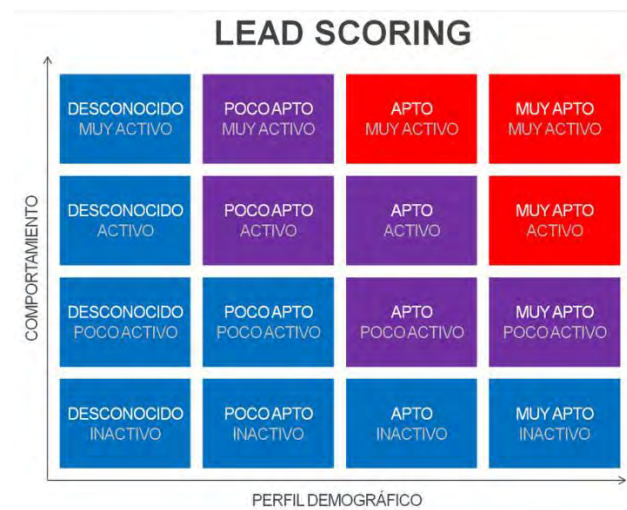 LEAD SCORING
DESCONOCIDO
MUY ACTIVO
POCO APTO
MUY ACTIVO
APTO
MUY ACTIVO
MUY APTO
MUY ACTIVO
DESCONOCIDO
ACTIVO
POCO APTO
ACTIVO
APTO
ACTIVO
MUY APTO
ACTIVO
DESCONOCIDO
POCO ACTIVO
POCO APTO
POCO ACTIVO
APTO
POCO ACTIVO
MUY APTO
POCO ACTIVO
DESCONOCIDO
INACTIVO
POCO APTO
INACTIVO
APTO
INACTIVO
MUY APTO
INACTIVO
COMPORTAMIENTO
PERFIL DEMOGRÁFICO